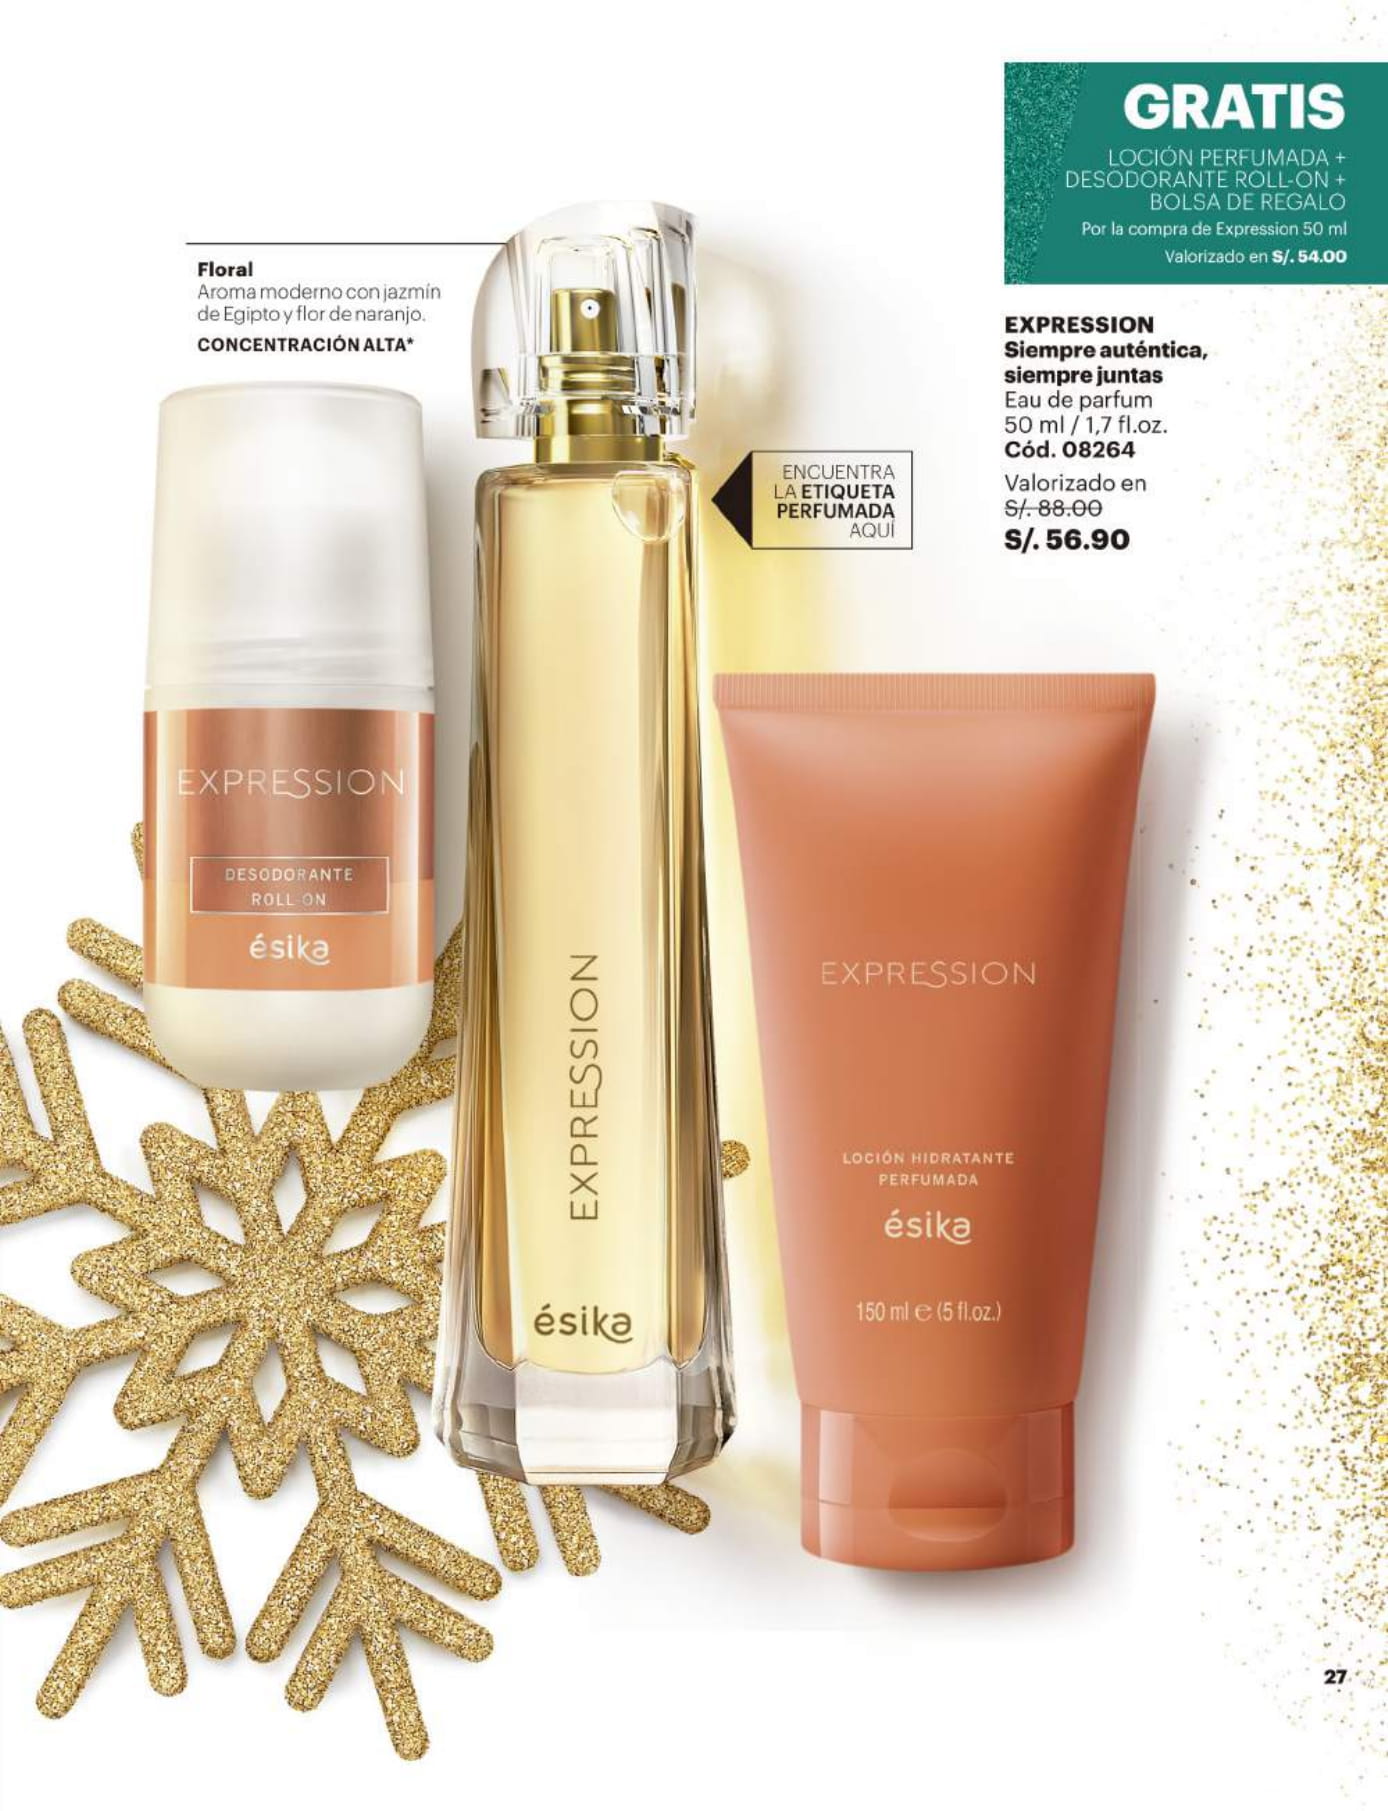 GRATIS
LOCIÓN PERFUMADA +
DESODORANTE ROLL-ON +
BOLSA DE REGALO
Por la compra de Expression 50 ml
Valorizado en S/. 54.00
Floral
Aroma moderno con jazmín
de Egipto y flor de naranjo.
CONCENTRACIÓN ALTA*
EXPRESSION
Siempre auténtica,
siempre juntas
Eau de parfum
50 ml / 1,7 fl.oz.
Cód. 08264
Valorizado en
S/. 88.00
S/. 56.90
ENCUENTRA
LA ETIQUETA
PERFUMADA
AQUÍ
EXPRESSION
DESODORANTE
ROLL-ON
ésika
EXPRESSION
ésika
EXPRESSION
LOCIÓN HIDRATANTE
PERFUMADA
ésika
150 ml e (5 fl.oz.)
27